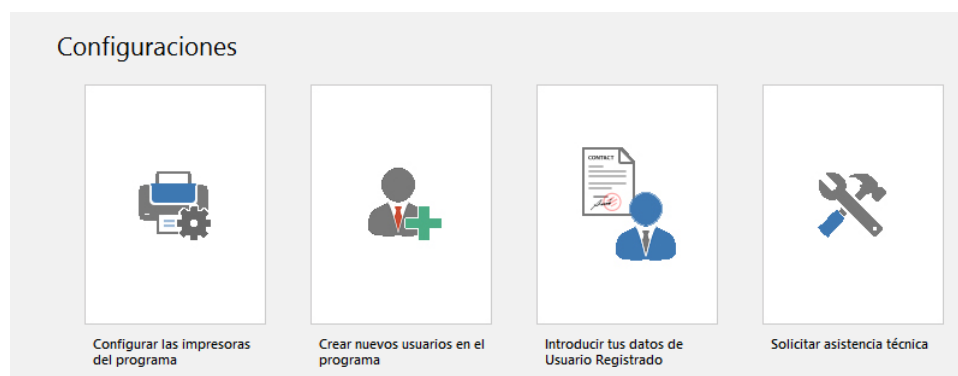 Configuraciones
CONTRACT
Configurar las impresoras
del programa
Crear nuevos usuarios en el
programa
Introducir tus datos de
Usuario Registrado
Solicitar asistencia técnica